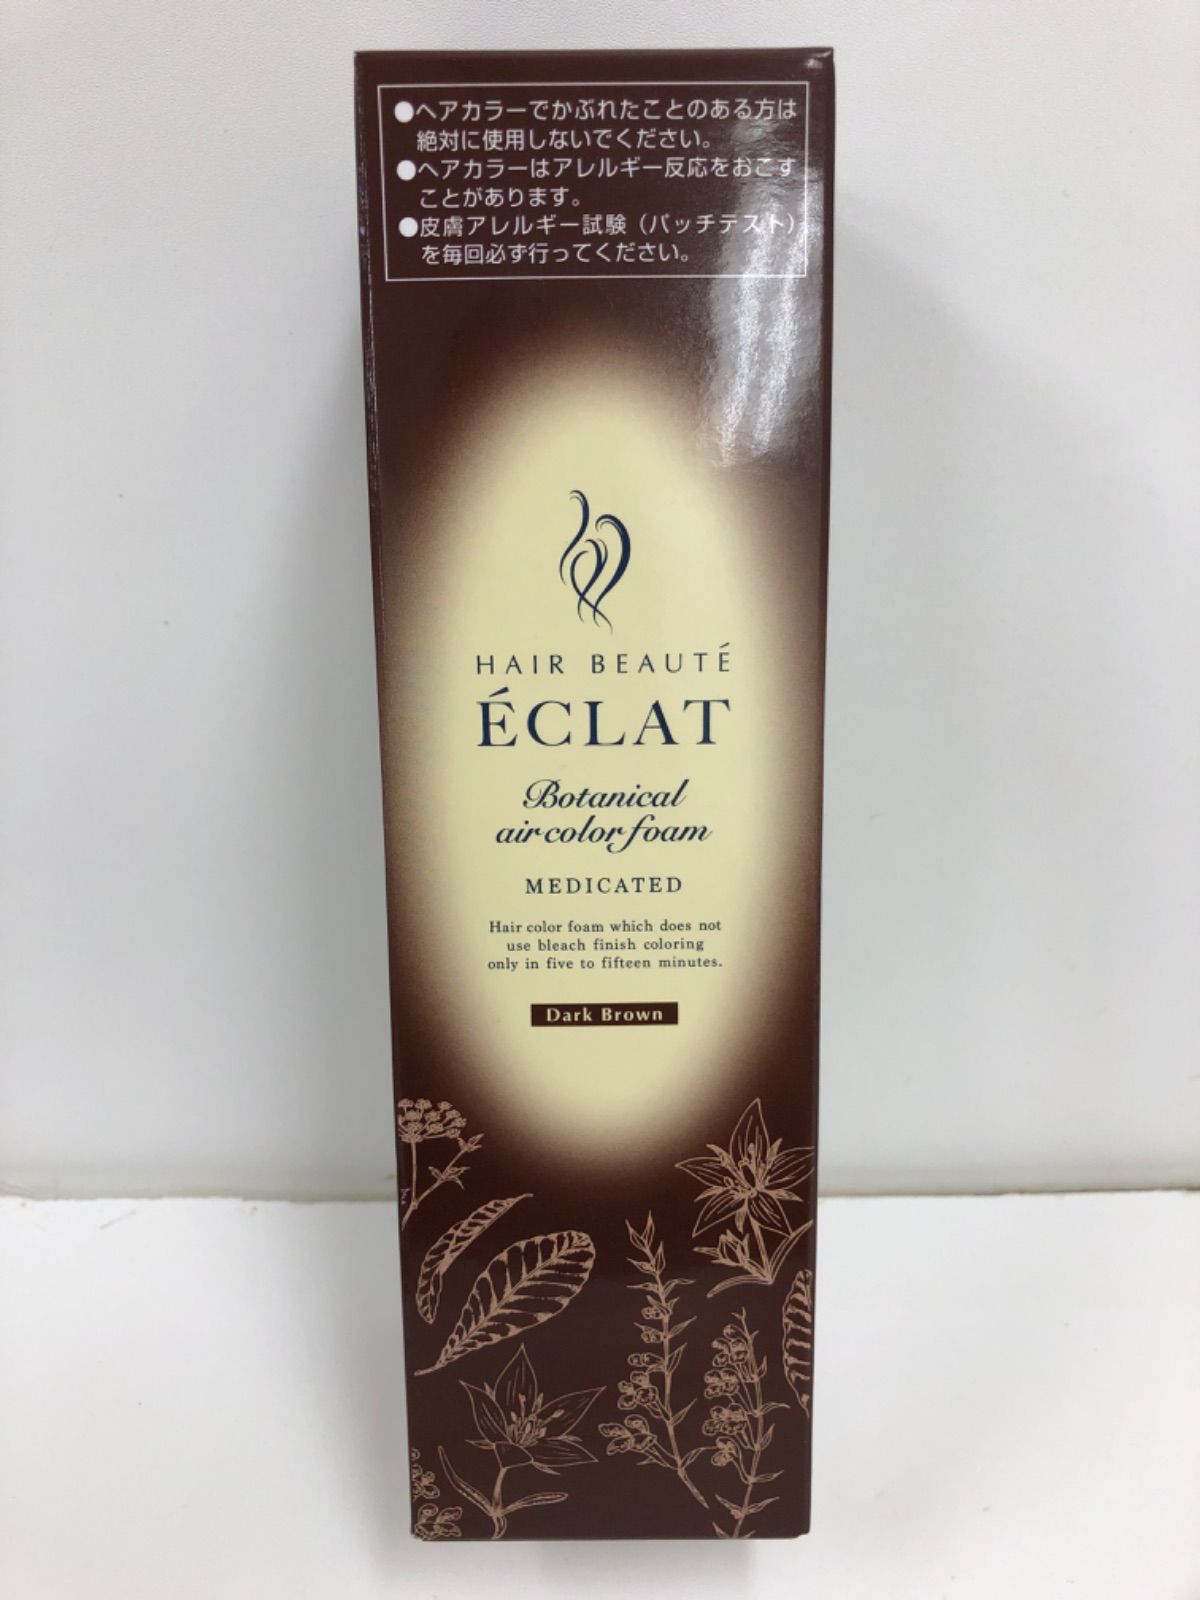 ●ヘアカラーでかぶれたことのある方は
絶対に使用しないでください。
●ヘアカラーはアレルギー反応をおこす
ことがあります。
●皮膚アレルギー試験(パッチテスト)
を毎回必ず行ってください。
HAIR BEAUTÉ
ÉCLAT
Botanical
air color foam
MEDICATED
Hair color foam which does not
use bleach finish coloring
only in five to fifteen minutes.
Dark Brown